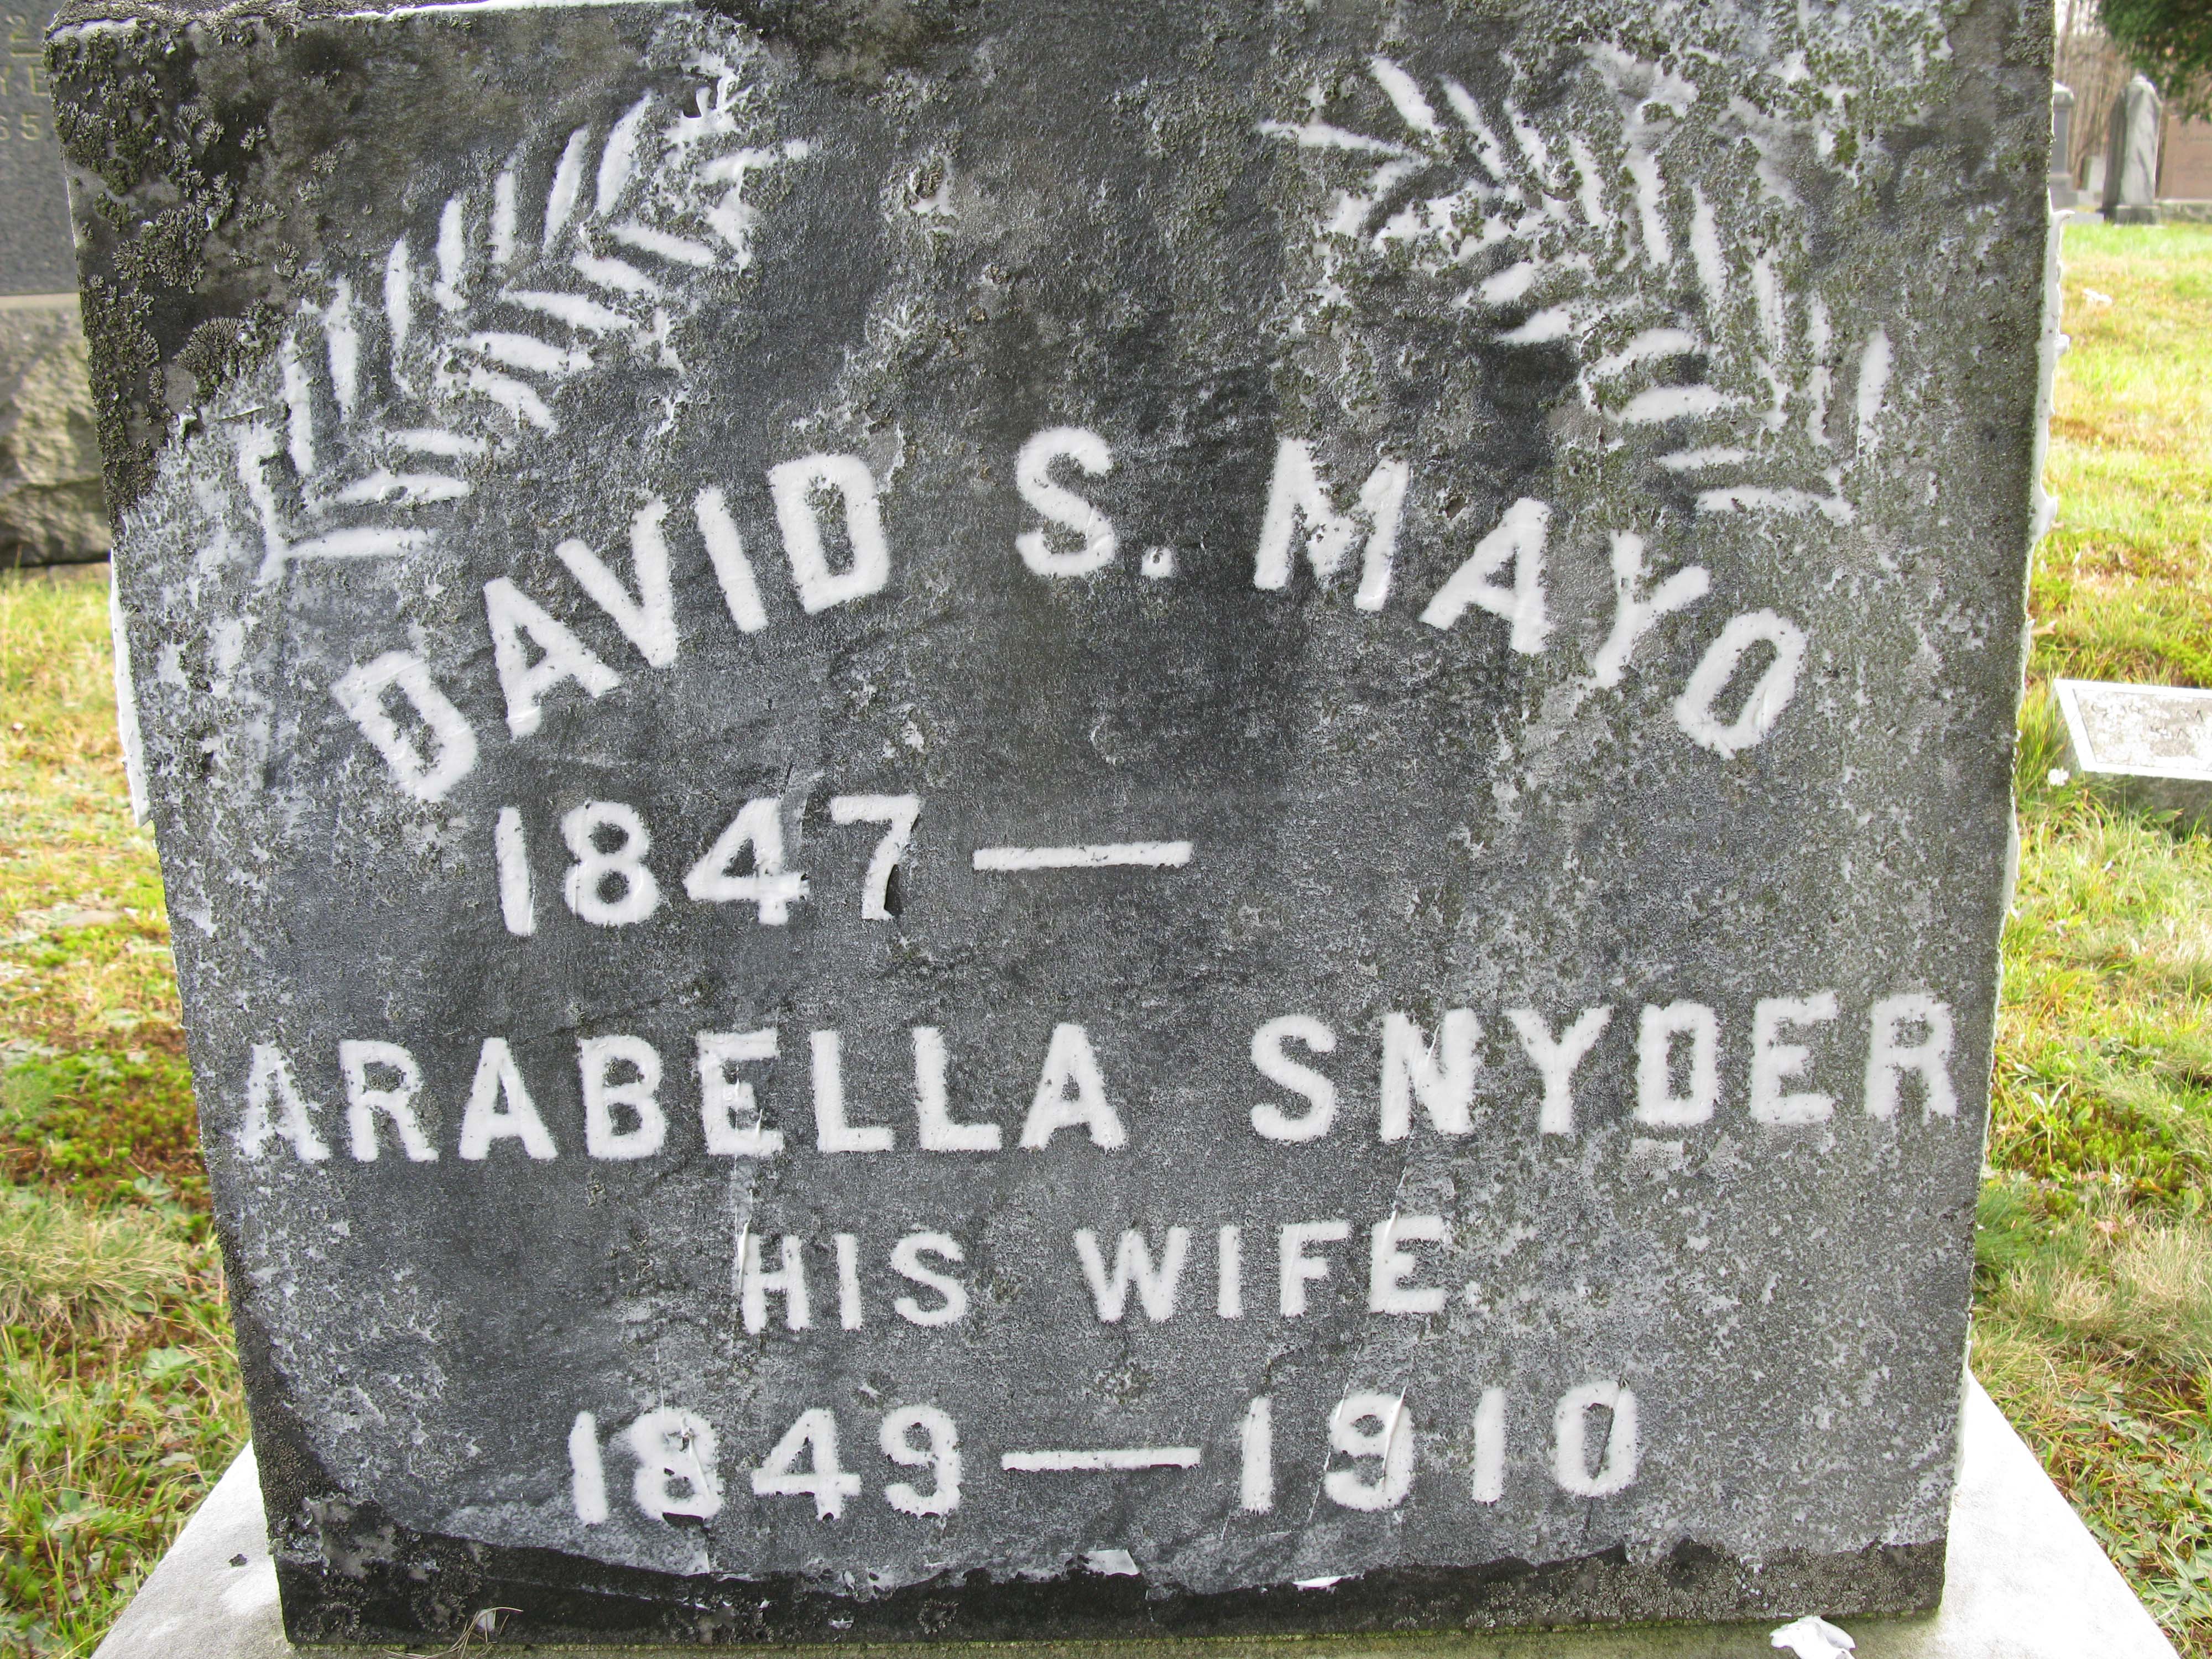 DAVID S. MAYO
1847 —
ARABELLA SNYDER
HIS WIFE
1849 — 1910